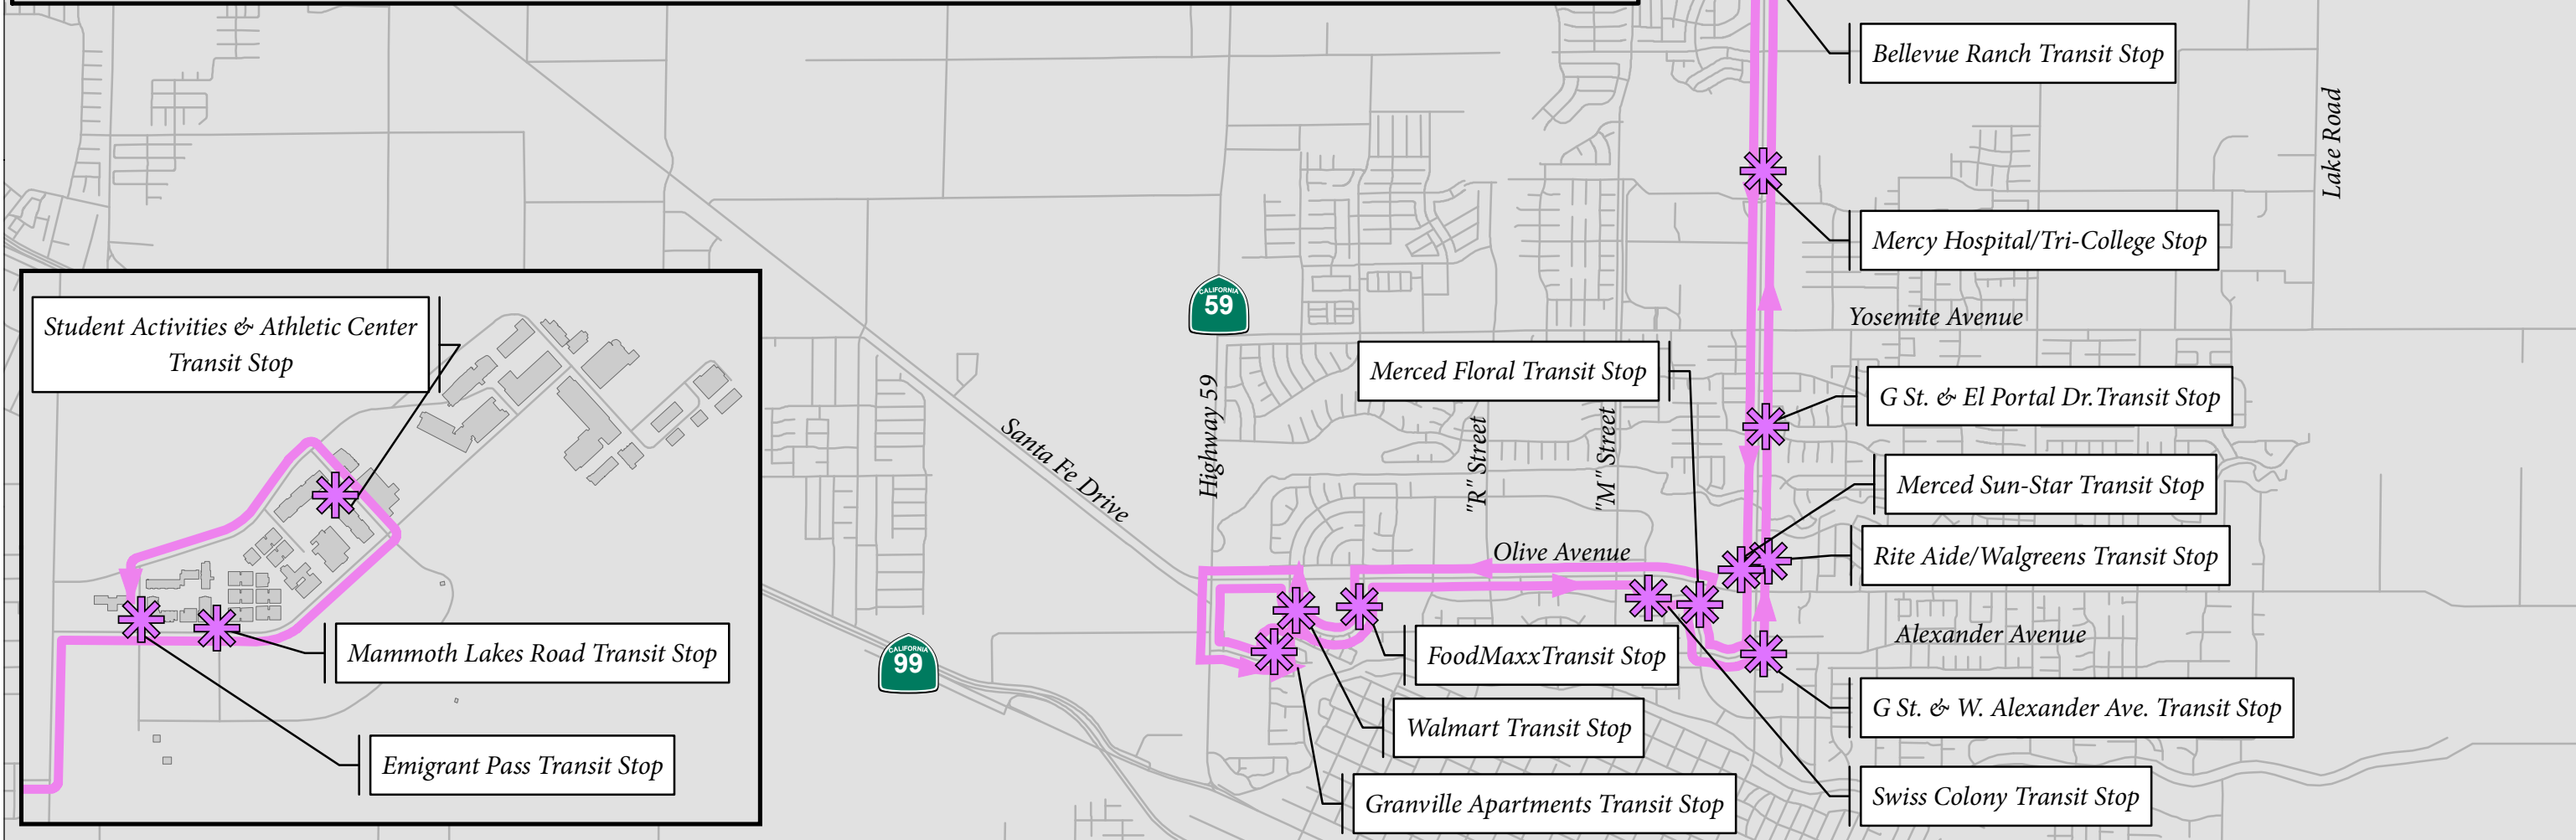 Bellevue Ranch Transit Stop
Lake Road
Mercy Hospital/Tri-College Stop
CALIFORNIA
59
Yosemite Avenue
Student Activities & Athletic Center
Transit Stop
Merced Floral Transit Stop
G St. & El Portal Dr.Transit Stop
Highway 59
Santa Fe Drive
"R" Street
"M" Street
Merced Sun-Star Transit Stop
Olive Avenue
Rite Aide/Walgreens Transit Stop
Alexander Avenue
Mammoth Lakes Road Transit Stop
CALIFORNIA
99
FoodMaxxTransit Stop
G St. & W. Alexander Ave. Transit Stop
Walmart Transit Stop
Emigrant Pass Transit Stop
Swiss Colony Transit Stop
Granville Apartments Transit Stop